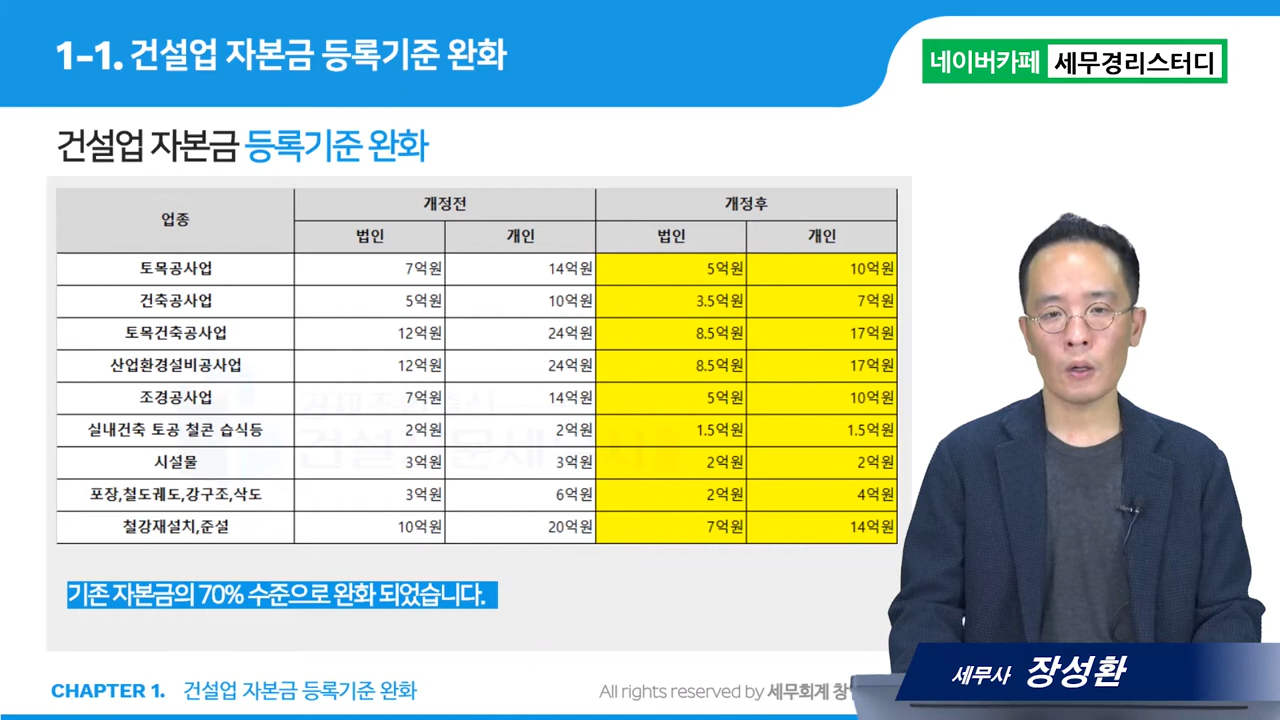 1-1. 건설업 자본금 등록기준 완화
네이버카페 세무경리스터디
건설업 자본금 등록기준 완화
업종 개정전 개정후
법인 개인 법인 개인
토목공사업 7억원 14억원 5억원 10억원
건축공사업 5억원 10억원 3.5억원 7억원
토목건축공사업 12억원 24억원 8.5억원 17억원
산업환경설비공사업 12억원 24억원 8.5억원 17억원
조경공사업 7억원 14억원 5억원 10억원
실내건축 토공 철콘 습식등 2억원 2억원 1.5억원 1.5억원
시설물 3억원 3억원 2억원 2억원
포장,철도궤도,강구조,삭도 3억원 6억원 2억원 4억원
철강재설치,준설 10억원 20억원 7억원 14억원
기존 자본금의 70% 수준으로 완화 되었습니다.
세무사 장성환
CHAPTER 1. 건설업 자본금 등록기준 완화
All rights reserved by 세무회계 창